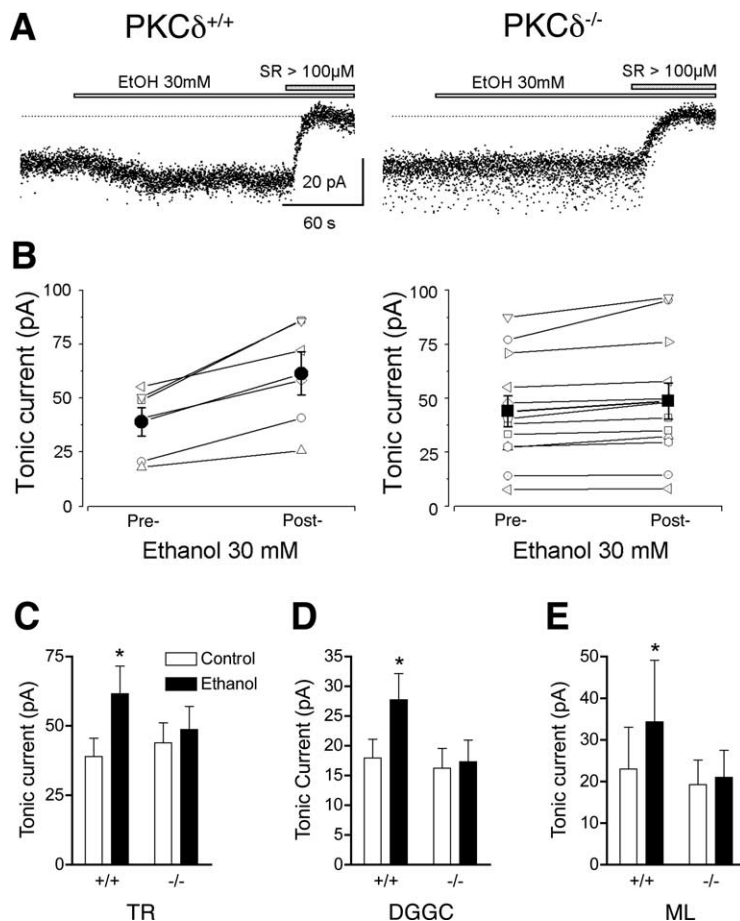 A
PKCδ+/+
PKCδ-/-
EtOH 30mM
SR > 100µM
20 pA
60 s
EtOH 30mM
SR > 100µM
B
Tonic current (pA)
100
75
50
25
0
Pre-
Post-
Ethanol 30 mM
Tonic current (pA)
100
75
50
25
0
Pre-
Post-
Ethanol 30 mM
C
Tonic current (pA)
75
50
25
0
*
Control
Ethanol
+/+
-/-
TR
D
Tonic Current (pA)
35
30
25
20
15
10
5
0
*
+/+
-/-
DGGC
E
Tonic current (pA)
50
40
30
20
10
0
*
+/+
-/-
ML